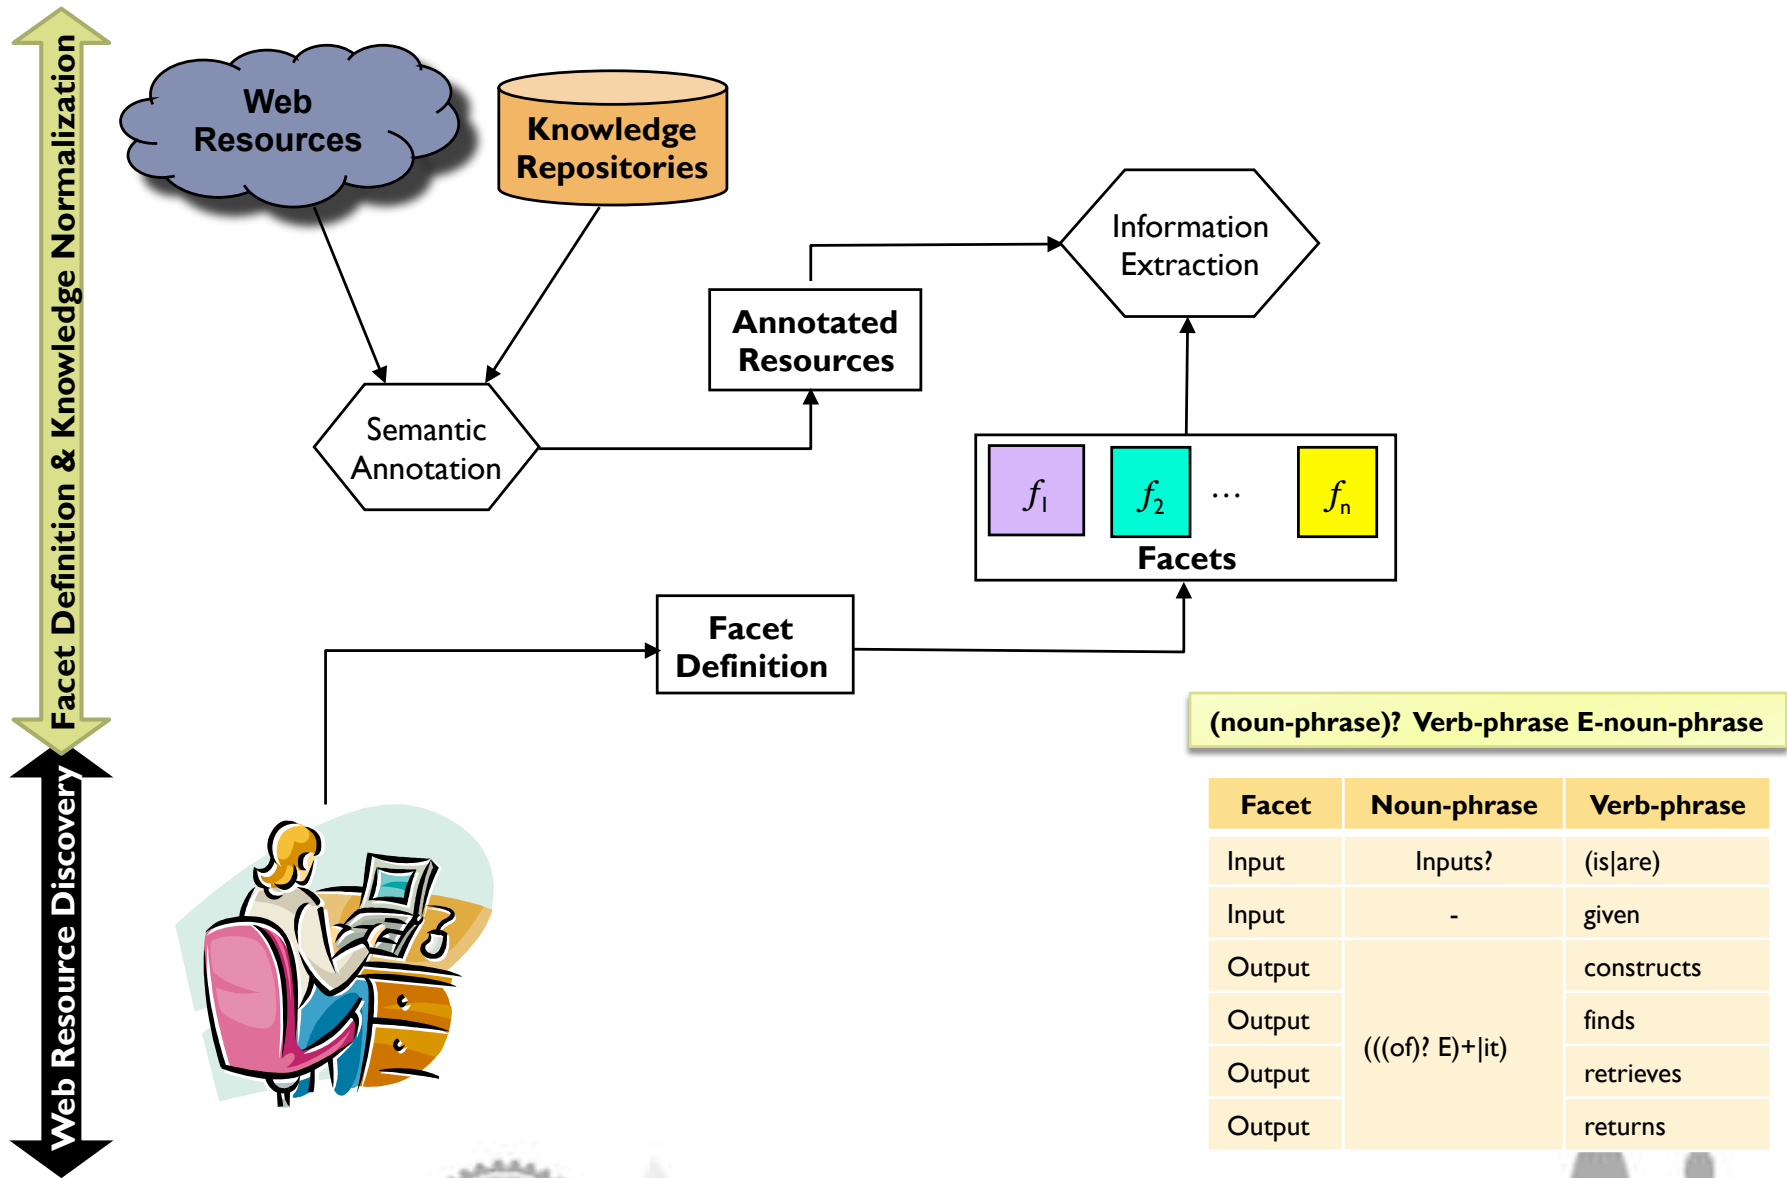 Facet Definition & Knowledge Normalization
Web Resource Discovery
Web
Resources
Knowledge
Repositories
Information
Extraction
Annotated
Resources
Semantic
Annotation
f1
f2
...
fn
Facets
Facet
Definition
(noun-phrase)? Verb-phrase E-noun-phrase
Facet Noun-phrase Verb-phrase
Input Inputs? (is|are)
Input - given
Output constructs
Output finds
(((of)? E)+|it)
Output retrieves
Output returns